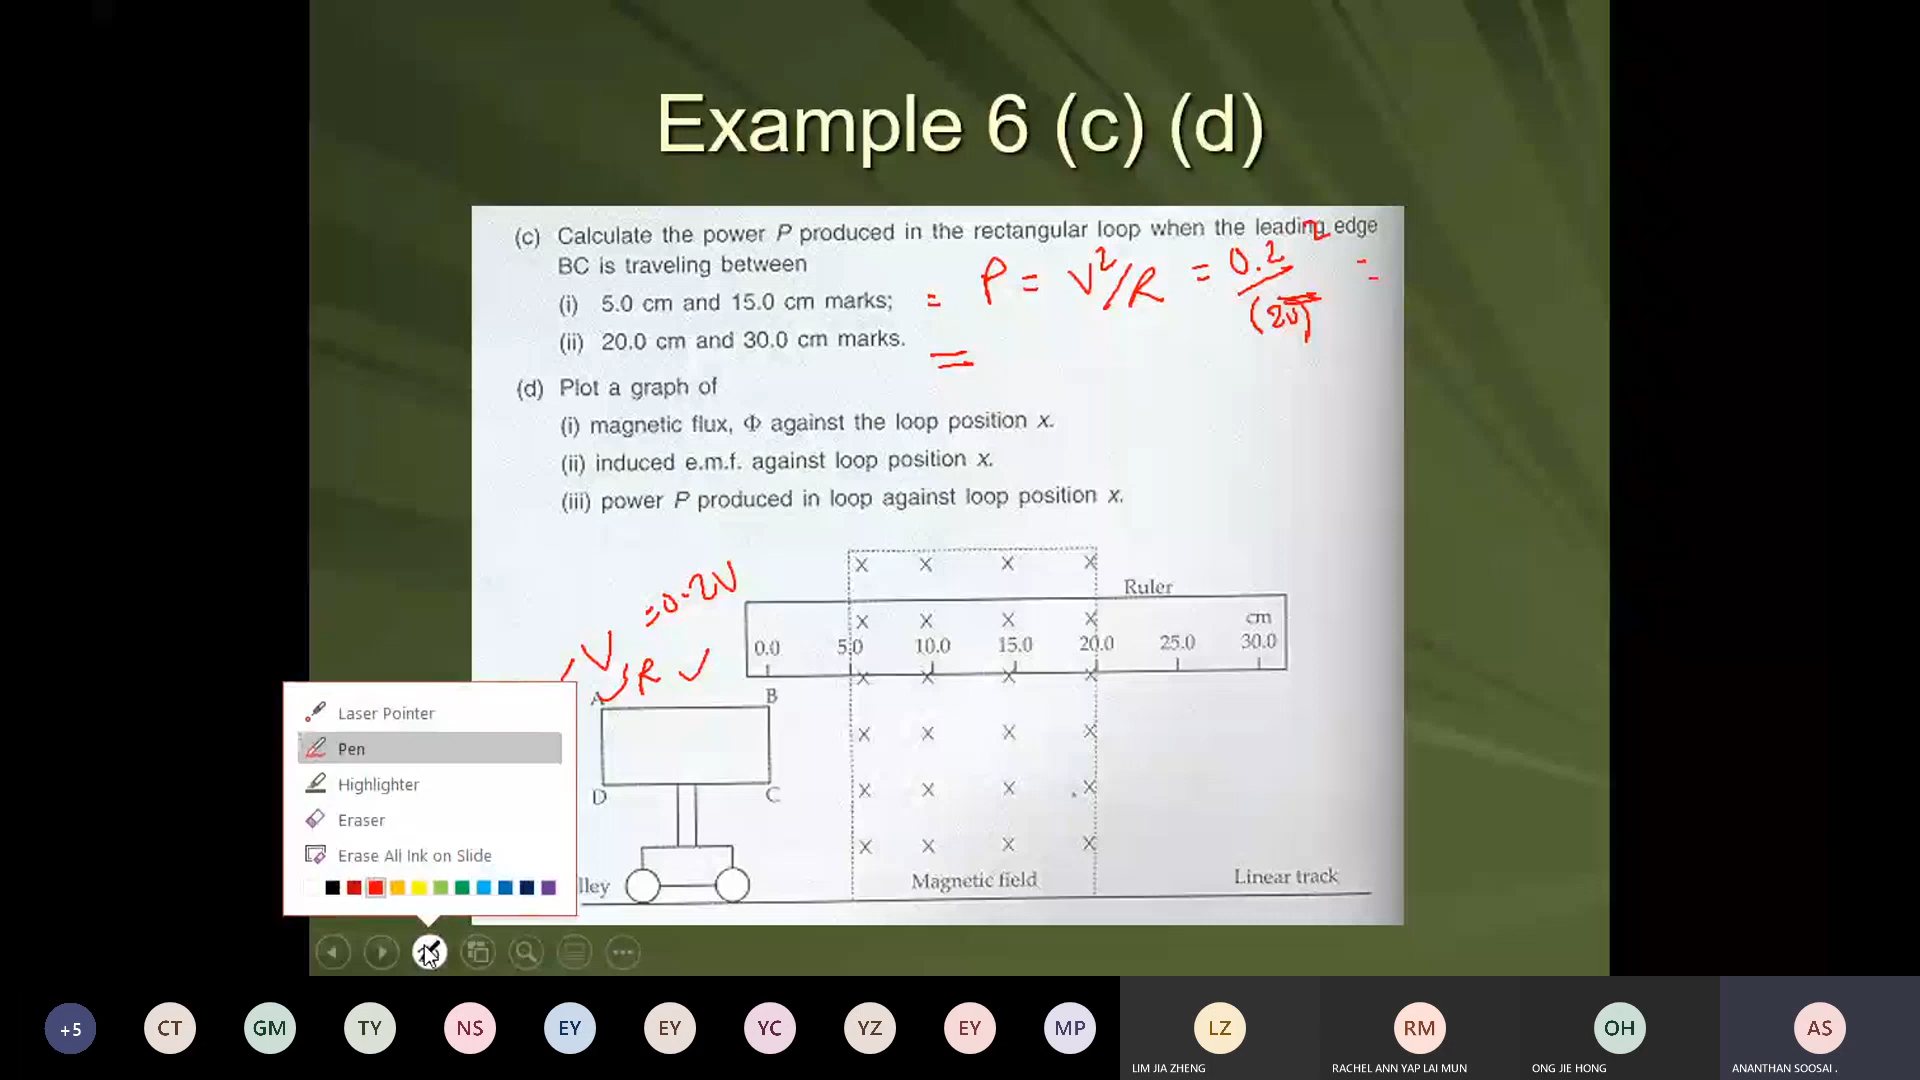 Example 6 (c) (d)
(c) Calculate the power P produced in the rectangular loop when the leading edge
BC is traveling between
(i) 5.0 cm and 15.0 cm marks;
= P = V²/R = 0.2²
=
(ii) 20.0 cm and 30.0 cm marks.
=
(d) Plot a graph of
(i) magnetic flux, Φ against the loop position x.
(ii) induced e.m.f. against loop position x.
(iii) power P produced in loop against loop position x.
X X X X
=0.2V
Ruler
X X X X
cm
0.0 5.0 10.0 15.0 20.0 25.0 30.0
V
R ✓
X X X X
A B
Laser Pointer
Pen
X X X X
Highlighter
D C
X X X X
Eraser
Erase All Ink on Slide
X X X X
lley
Magnetic field
Linear track
+5 CT GM TY NS EY EY YC YZ EY MP LZ RM OH AS
LIM JIA ZHENG RACHEL ANN YAP LAI MUN ONG JIE HONG ANANTHAN SOOSAI .